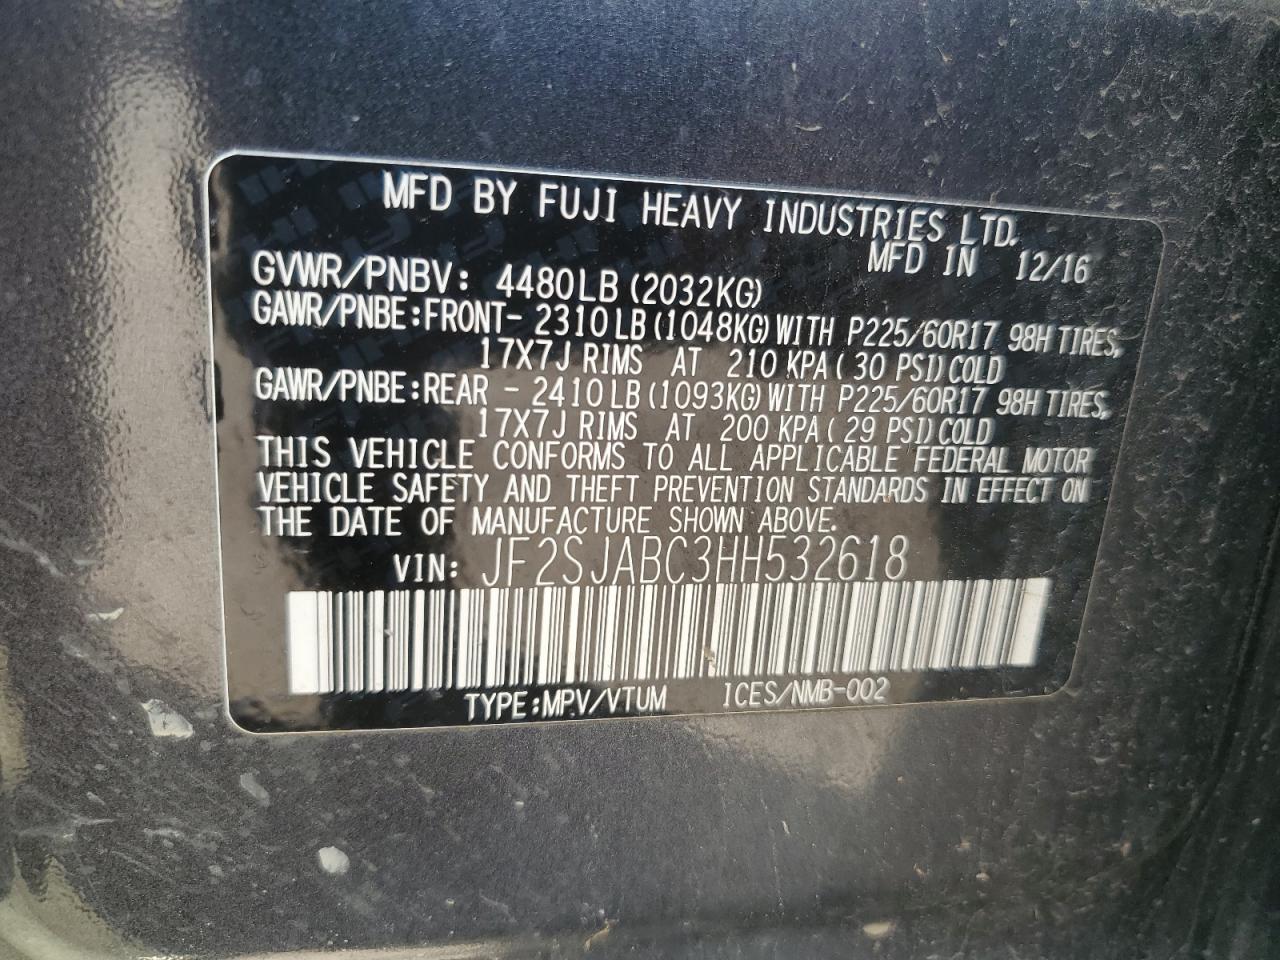 MFD BY FUJI HEAVY INDUSTRIES LTD.
MFD IN 12/16
GVWR/PNBV: 4480LB (2032KG)
GAWR/PNBE:FRONT- 2310LB(1048KG)WITH P225/60R17 98H TIRES,
17X7J RIMS AT 210 KPA( 30 PSI)COLD
GAWR/PNBE:REAR - 2410LB(1093KG)WITH P225/60R17 98H TIRES,
17X7J RIMS AT 200 KPA( 29 PSI)COLD
THIS VEHICLE CONFORMS TO ALL APPLICABLE FEDERAL MOTOR
VEHICLE SAFETY AND THEFT PREVENTION STANDARDS IN EFFECT ON
THE DATE OF MANUFACTURE SHOWN ABOVE.
VIN: JF2SJABC3HH532618
TYPE:MPV/VTUM ICES/NMB-002